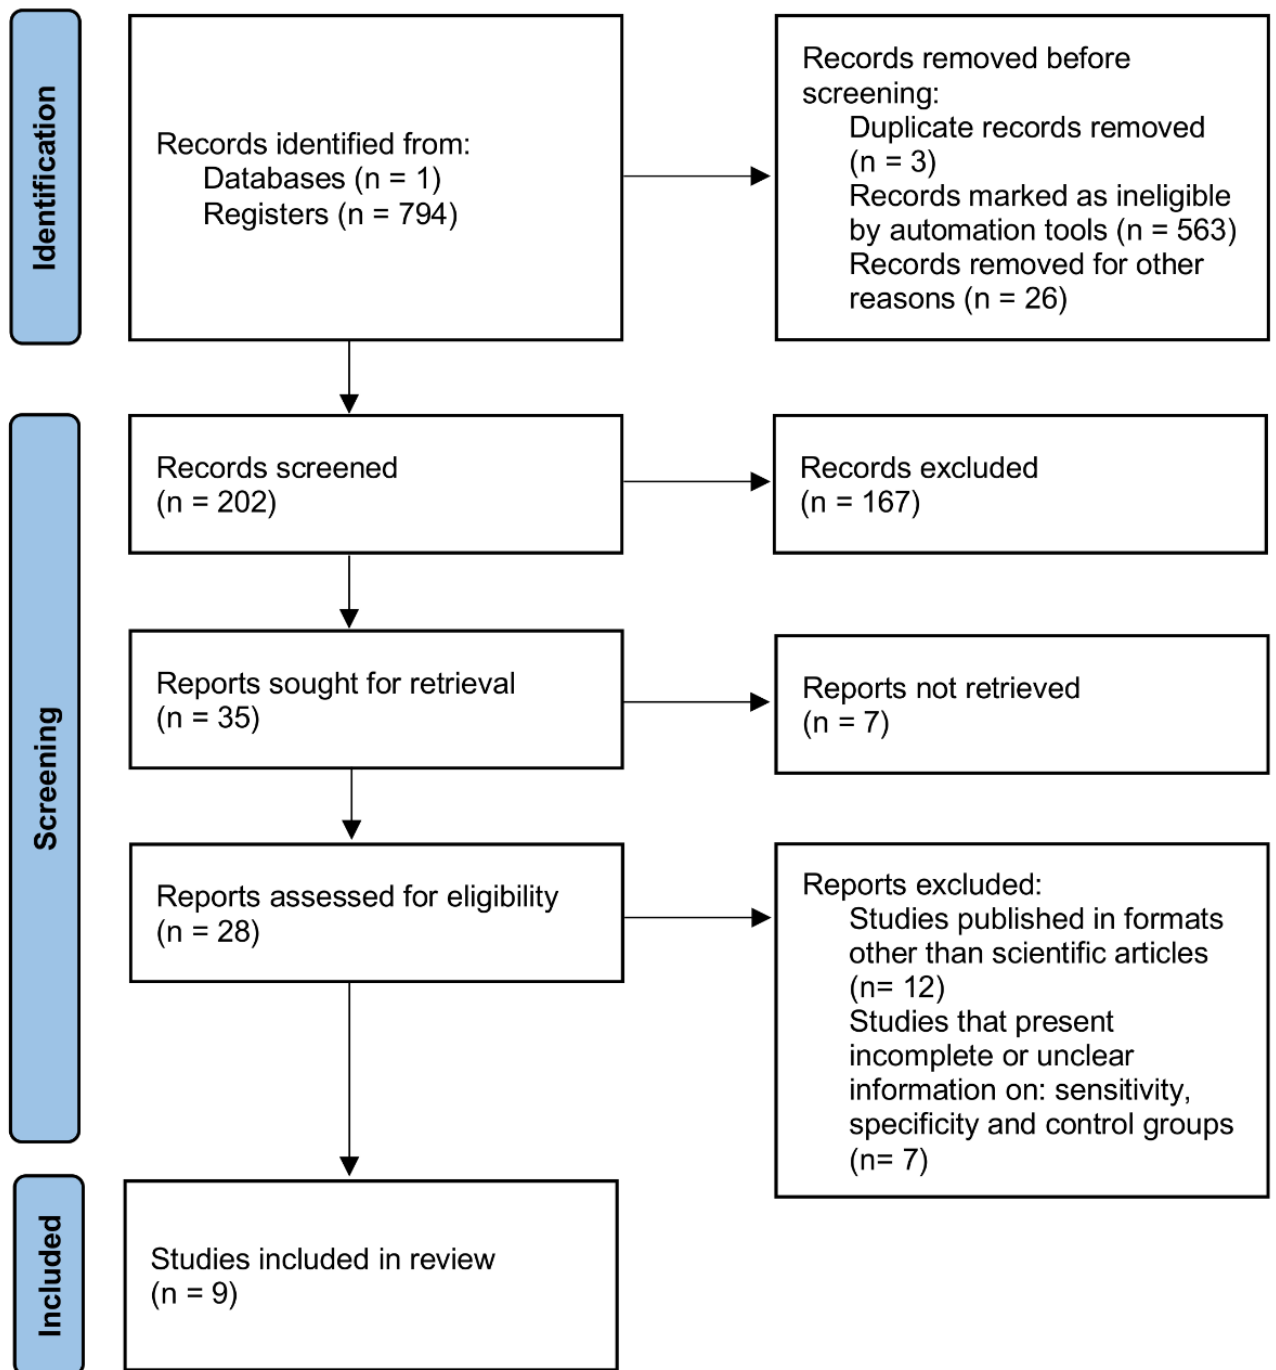 Identification
Records identified from:
Databases (n = 1)
Registers (n = 794)
Records removed before
screening:
Duplicate records removed
(n = 3)
Records marked as ineligible
by automation tools (n = 563)
Records removed for other
reasons (n = 26)
Screening
Records screened
(n = 202)
Records excluded
(n = 167)
Reports sought for retrieval
(n = 35)
Reports not retrieved
(n = 7)
Reports assessed for eligibility
(n = 28)
Reports excluded:
Studies published in formats
other than scientific articles
(n= 12)
Studies that present
incomplete or unclear
information on: sensitivity,
specificity and control groups
(n= 7)
Included
Studies included in review
(n = 9)